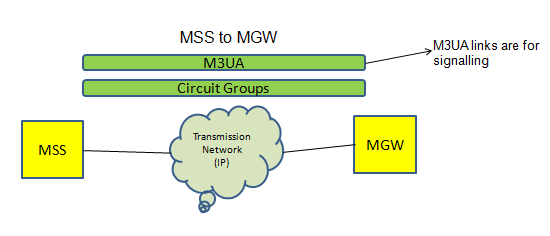 MSS to MGW
M3UA
M3UA links are for
signalling
Circuit Groups
Transmission
Network
(IP)
MSS
MGW